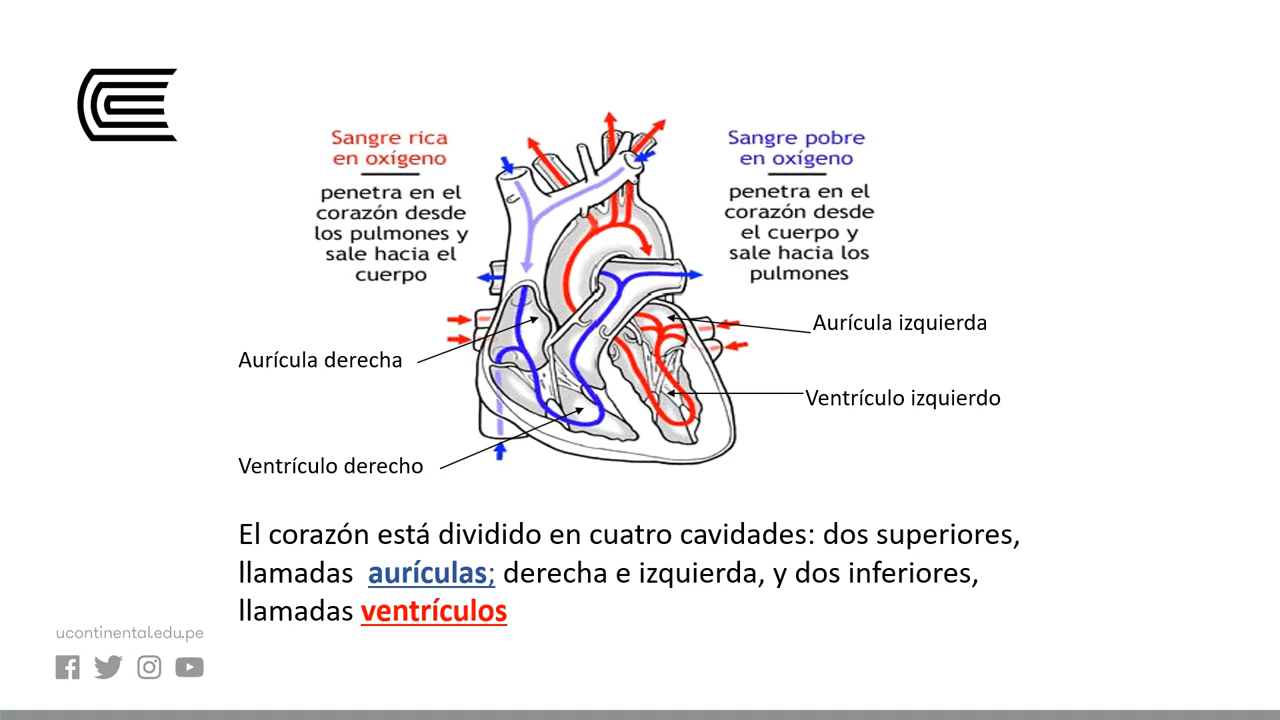 Sangre rica
en oxígeno
penetra en el
corazón desde
los pulmones y
sale hacia el
cuerpo
Sangre pobre
en oxígeno
penetra en el
corazón desde
el cuerpo y
sale hacia los
pulmones
Aurícula izquierda
Aurícula derecha
Ventrículo izquierdo
Ventrículo derecho
El corazón está dividido en cuatro cavidades: dos superiores,
llamadas aurículas; derecha e izquierda, y dos inferiores,
llamadas ventrículos
ucontinental.edu.pe